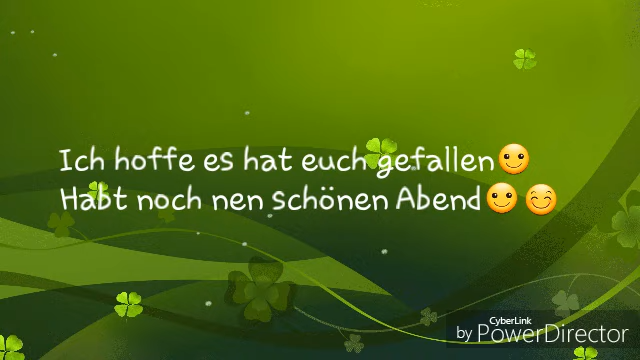 Ich hoffe es hat euch gefallen🙂
Habt noch nen schönen Abend🙂😊
CyberLink
by PowerDirector